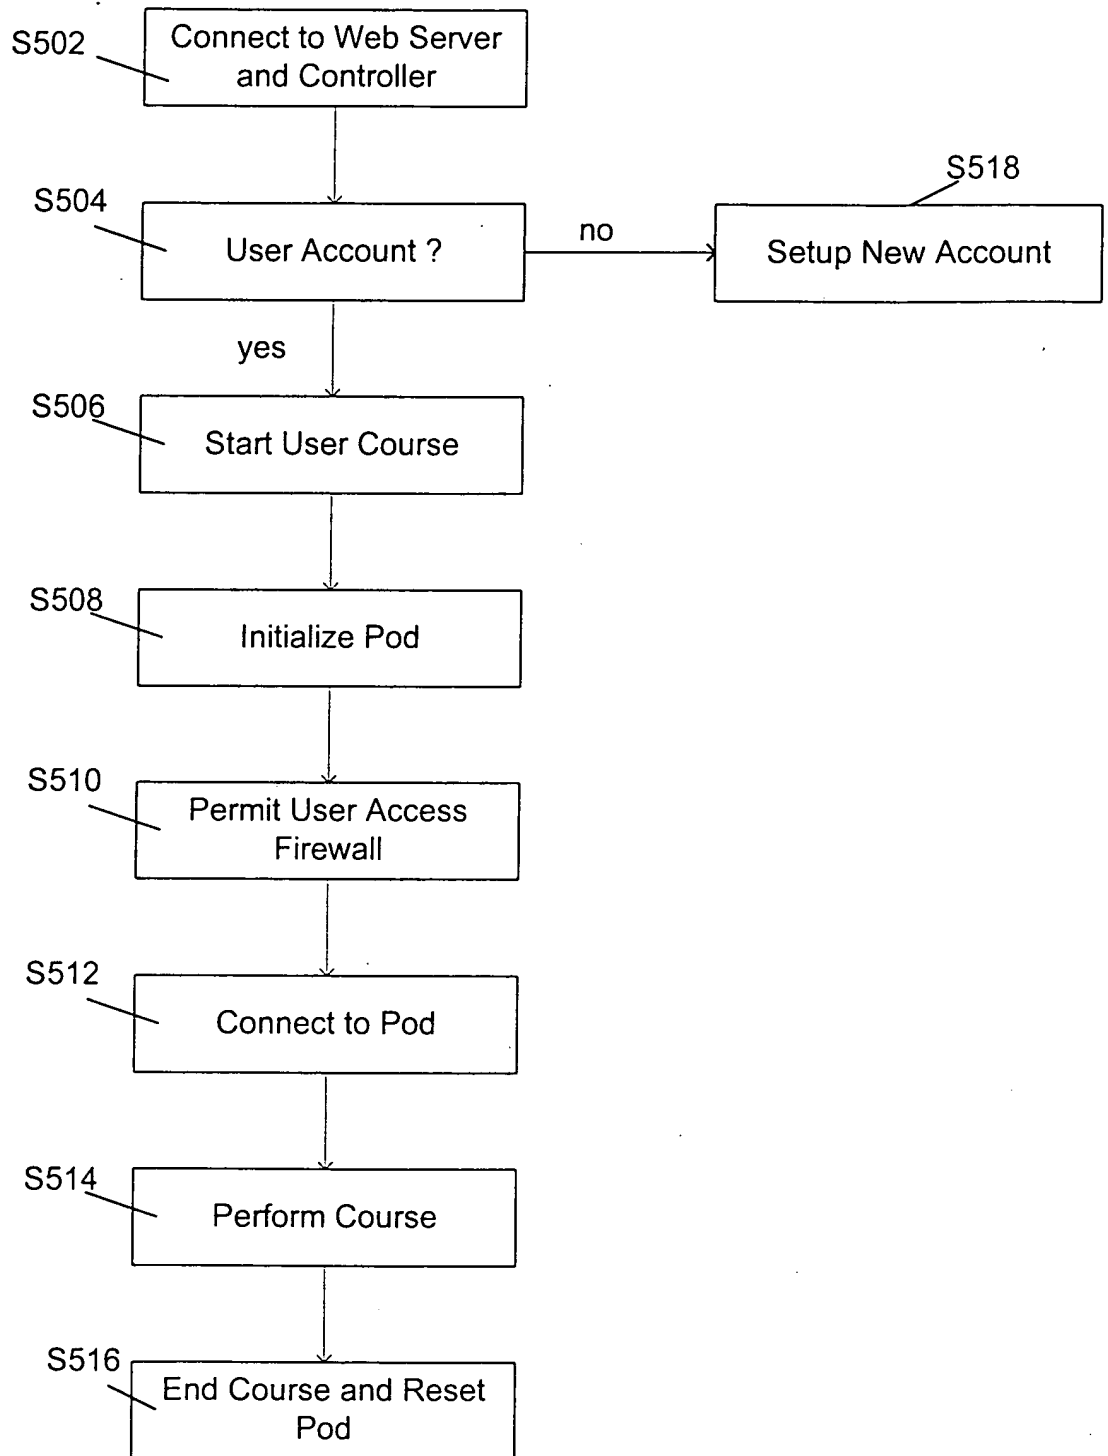 S502
Connect to Web Server
and Controller
S504
User Account ?
no
S518
Setup New Account
yes
S506
Start User Course
S508
Initialize Pod
S510
Permit User Access
Firewall
S512
Connect to Pod
S514
Perform Course
S516
End Course and Reset
Pod